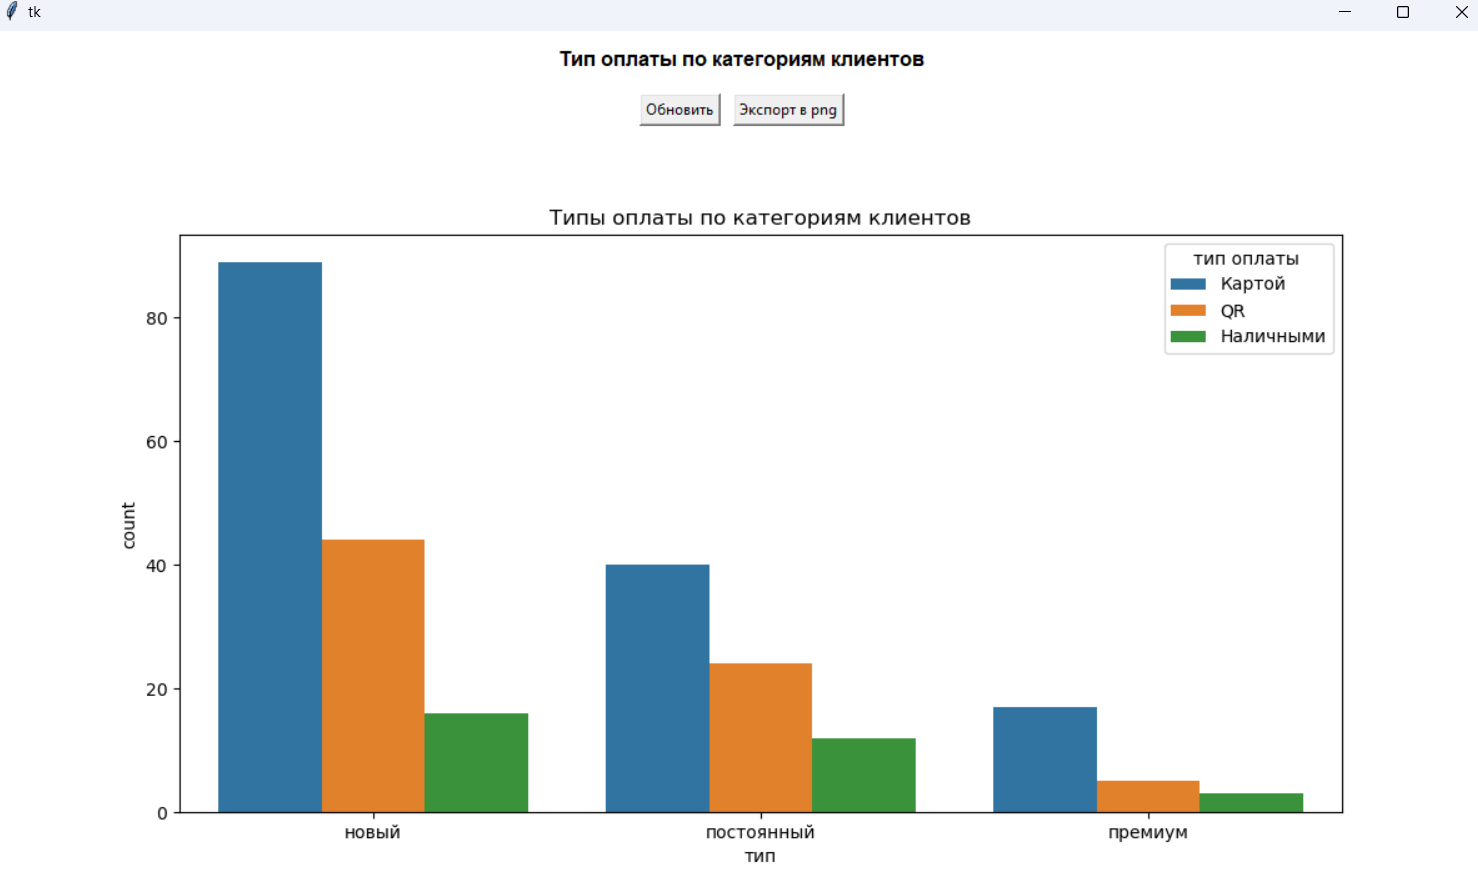 tk
Тип оплаты по категориям клиентов
Обновить Экспорт в png
Типы оплаты по категориям клиентов
тип оплаты
Картой
QR
Наличными
80
60
40
20
0
count
новый постоянный премиум
тип